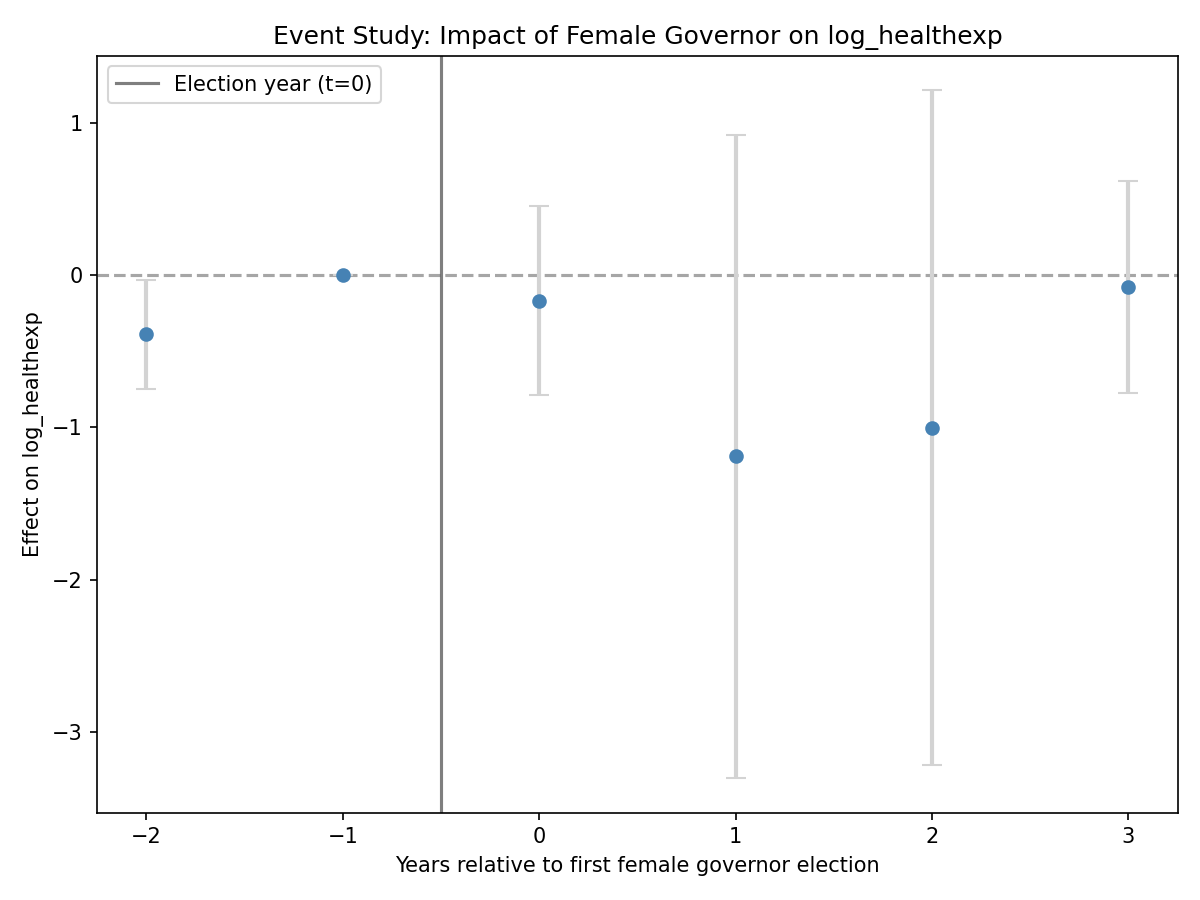 Event Study: Impact of Female Governor on log_healthexp
Election year (t=0)
Effect on log_healthexp
1
0
−1
−2
−3
−2
−1
0
1
2
3
Years relative to first female governor election